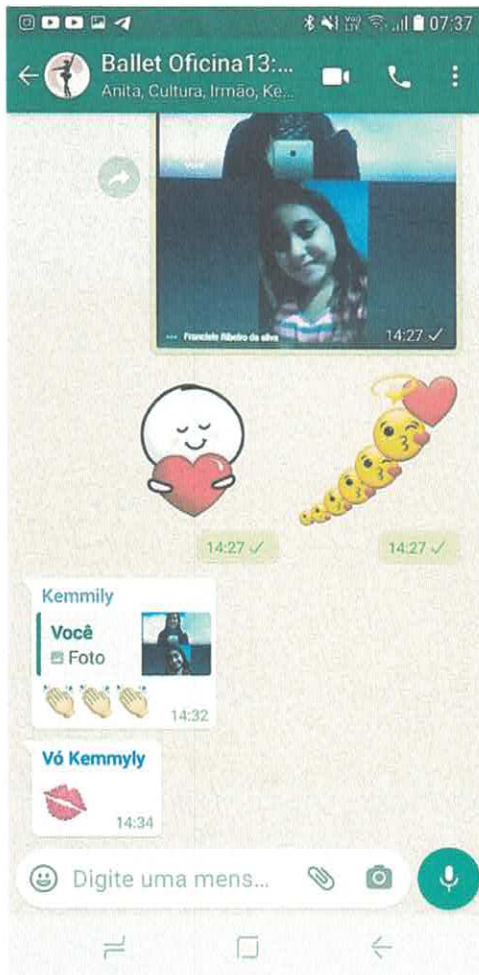 07:37
Ballet Oficina13:...
Anita, Cultura, Irmão, Ke...
Franciele Ribeiro da silva
14:27
14:27
14:27
Kemmily
Você
Foto
14:32
Vó Kemmyly
14:34
Digite uma mens...